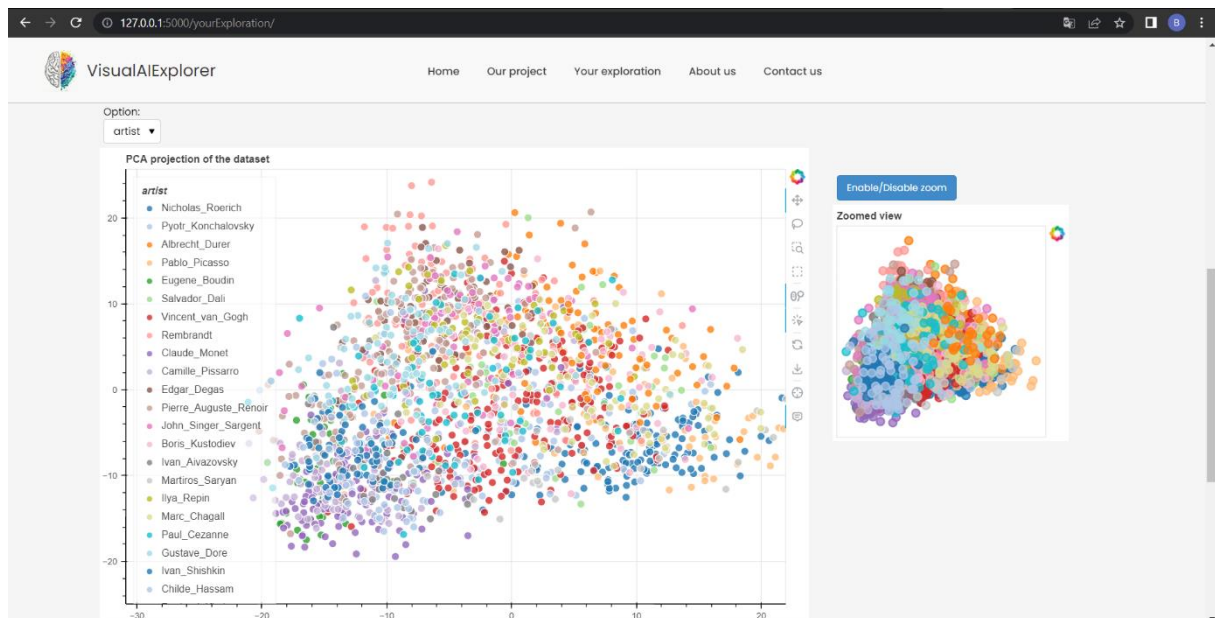 127.0.0.1:5000/yourExploration/
B
VisualAIExplorer
Home Our project Your exploration About us Contact us
Option:
artist
PCA projection of the dataset
artist
Nicholas_Roerich
Pyotr_Konchalovsky
Albrecht_Durer
Pablo_Picasso
Eugene_Boudin
Salvador_Dali
Vincent_van_Gogh
Rembrandt
Claude_Monet
Camille_Pissarro
Edgar_Degas
Pierre_Auguste_Renoir
John_Singer_Sargent
Boris_Kustodiev
Ivan_Aivazovsky
Martiros_Saryan
Ilya_Repin
Marc_Chagall
Paul_Cezanne
Gustave_Dore
Ivan_Shishkin
Childe_Hassam
20
10
0
-10
-20
-30 -20 -10 0 10 20
Enable/Disable zoom
Zoomed view